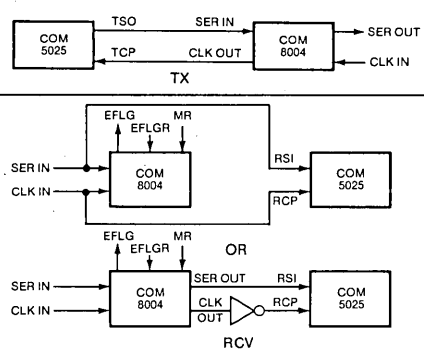 TSO SER IN
COM 5025
COM 8004
SER OUT
TCP CLK OUT
CLK IN
TX
EFLG MR
EFLGR
SER IN
COM 8004
RSI
COM 5025
CLK IN
RCP
EFLG MR
EFLGR
OR
SER OUT RSI
SER IN
COM 8004
CLK OUT
RCP
COM 5025
CLK IN
RCV